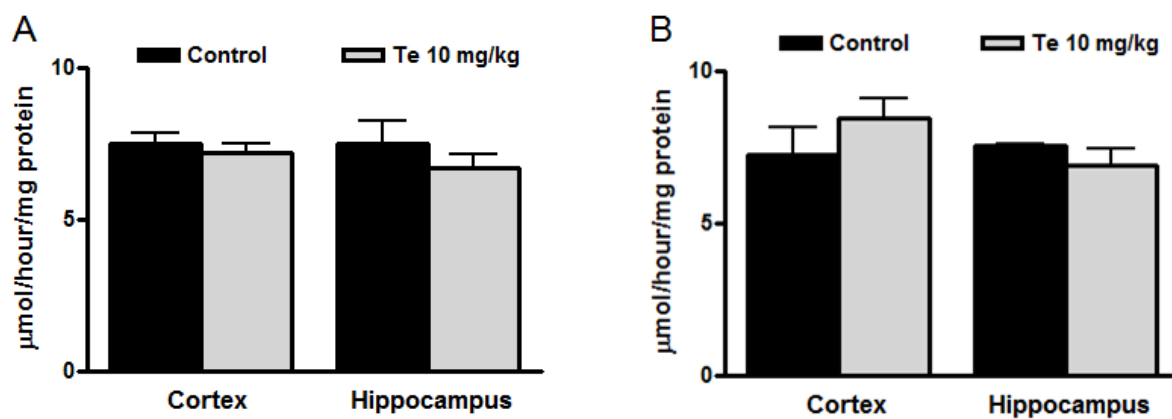 A
Control Te 10 mg/kg
10
5
0
μmol/hour/mg protein
Cortex Hippocampus
B
Control Te 10 mg/kg
10
5
0
μmol/hour/mg protein
Cortex Hippocampus